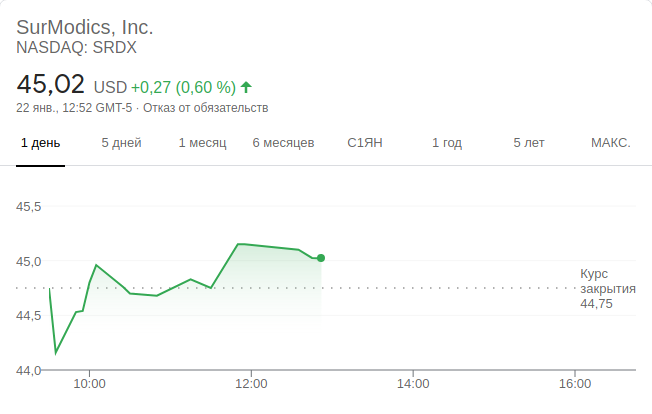 SurModics, Inc.
NASDAQ: SRDX
45,02 USD +0,27 (0,60 %)
22 янв., 12:52 GMT-5 · Отказ от обязательств
1 день 5 дней 1 месяц 6 месяцев С1ЯН 1 год 5 лет МАКС.
45,5
45,0
Курс
закрытия
44,75
44,5
44,0
10:00 12:00 14:00 16:00